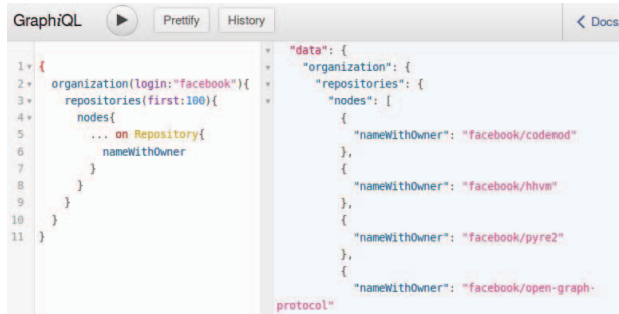 GraphiQL Prettify History < Docs
1 {
2 organization(login:"facebook"){
3 repositories(first:100){
4 nodes{
5 ... on Repository{
6 nameWithOwner
7 }
8 }
9 }
10 }
11 }
"data": {
"organization": {
"repositories": {
"nodes": [
{
"nameWithOwner": "facebook/codemod"
},
{
"nameWithOwner": "facebook/hhvm"
},
{
"nameWithOwner": "facebook/pyre2"
},
{
"nameWithOwner": "facebook/open-graph-
protocol"